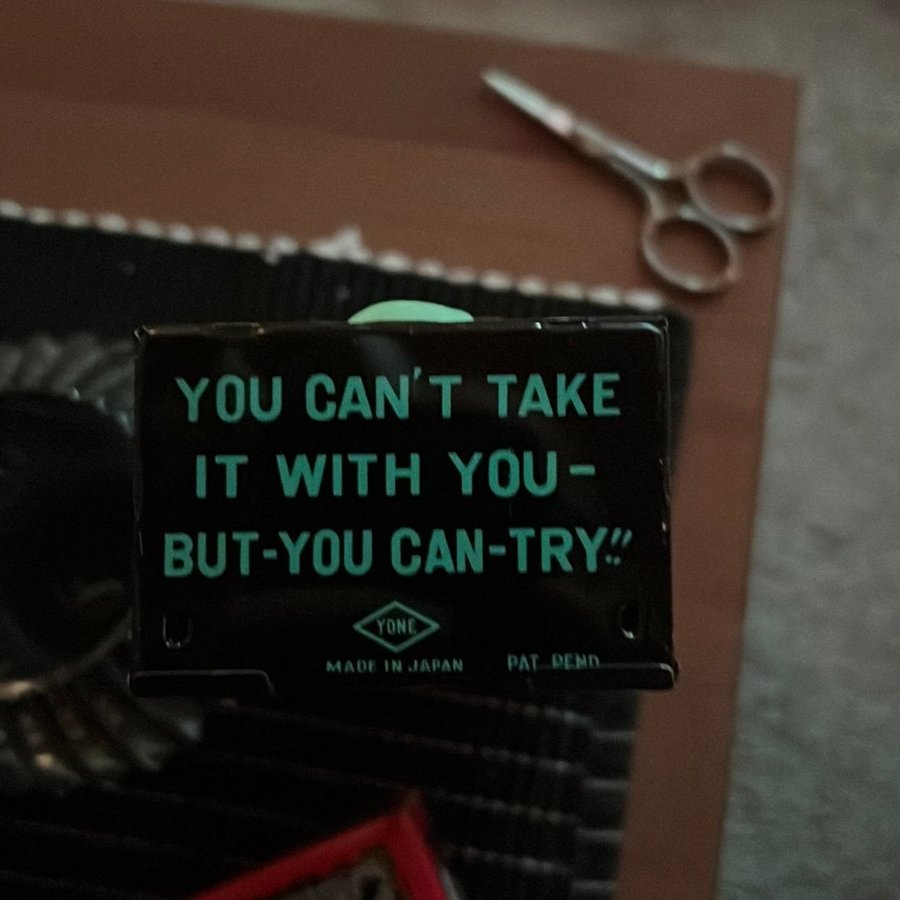 YOU CAN'T TAKE
IT WITH YOU-
BUT-YOU CAN-TRY!!
YONE
MADE IN JAPAN PAT. PEND.